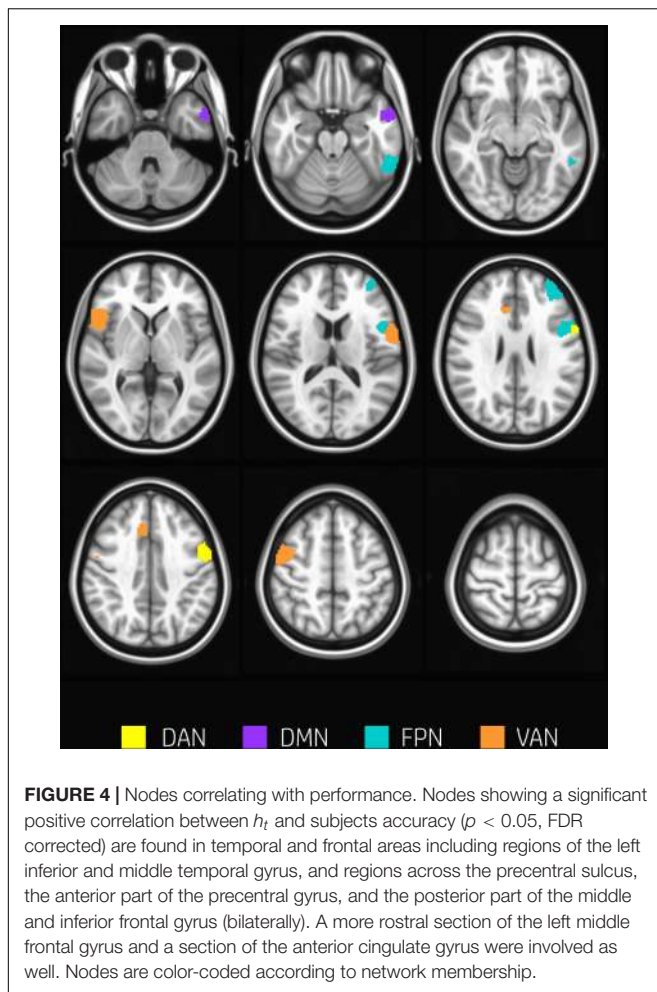 DAN DMN FPN VAN
FIGURE 4 | Nodes correlating with performance. Nodes showing a significant
positive correlation between hₜ and subjects accuracy (p < 0.05, FDR
corrected) are found in temporal and frontal areas including regions of the left
inferior and middle temporal gyrus, and regions across the precentral sulcus,
the anterior part of the precentral gyrus, and the posterior part of the middle
and inferior frontal gyrus (bilaterally). A more rostral section of the left middle
frontal gyrus and a section of the anterior cingulate gyrus were involved as
well. Nodes are color-coded according to network membership.